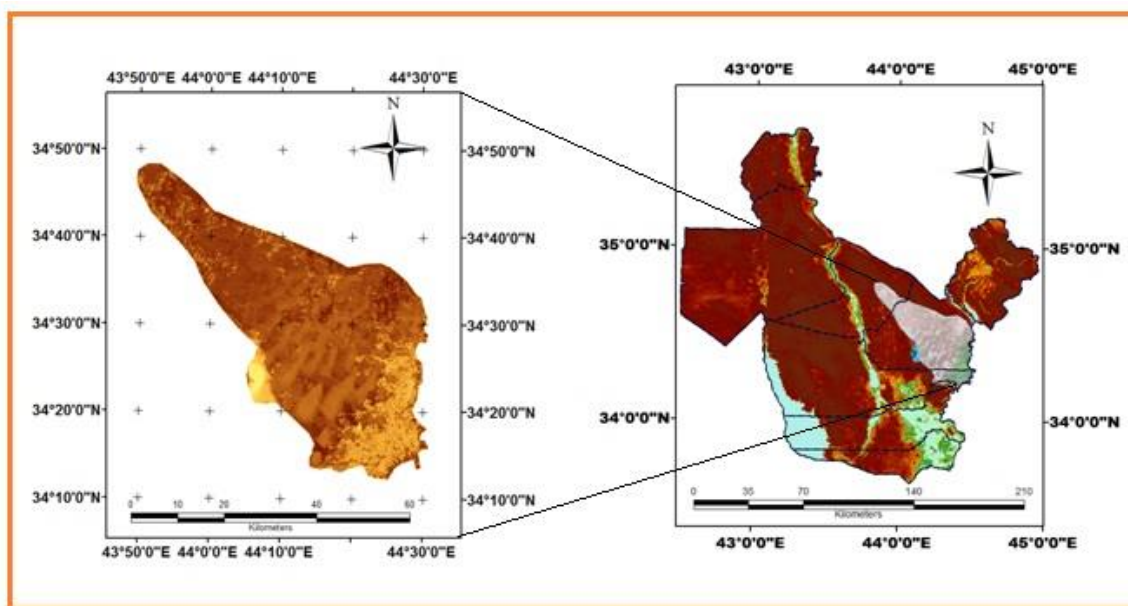 43°50'0"E 44°0'0"E 44°10'0"E 44°30'0"E
N
34°50'0"N 34°50'0"N
34°40'0"N 34°40'0"N
34°30'0"N 34°30'0"N
34°20'0"N 34°20'0"N
34°10'0"N 34°10'0"N
0 10 20 40 60
Kilometers
43°50'0"E 44°0'0"E 44°10'0"E 44°30'0"E
43°0'0"E 44°0'0"E 45°0'0"E
N
35°0'0"N 35°0'0"N
34°0'0"N 34°0'0"N
0 35 70 140 210
Kilometers
43°0'0"E 44°0'0"E 45°0'0"E